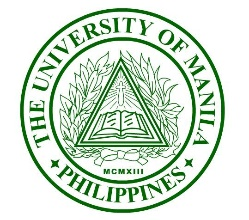 THE UNIVERSITY OF MANILA
MCMXIII
PHILIPPINES